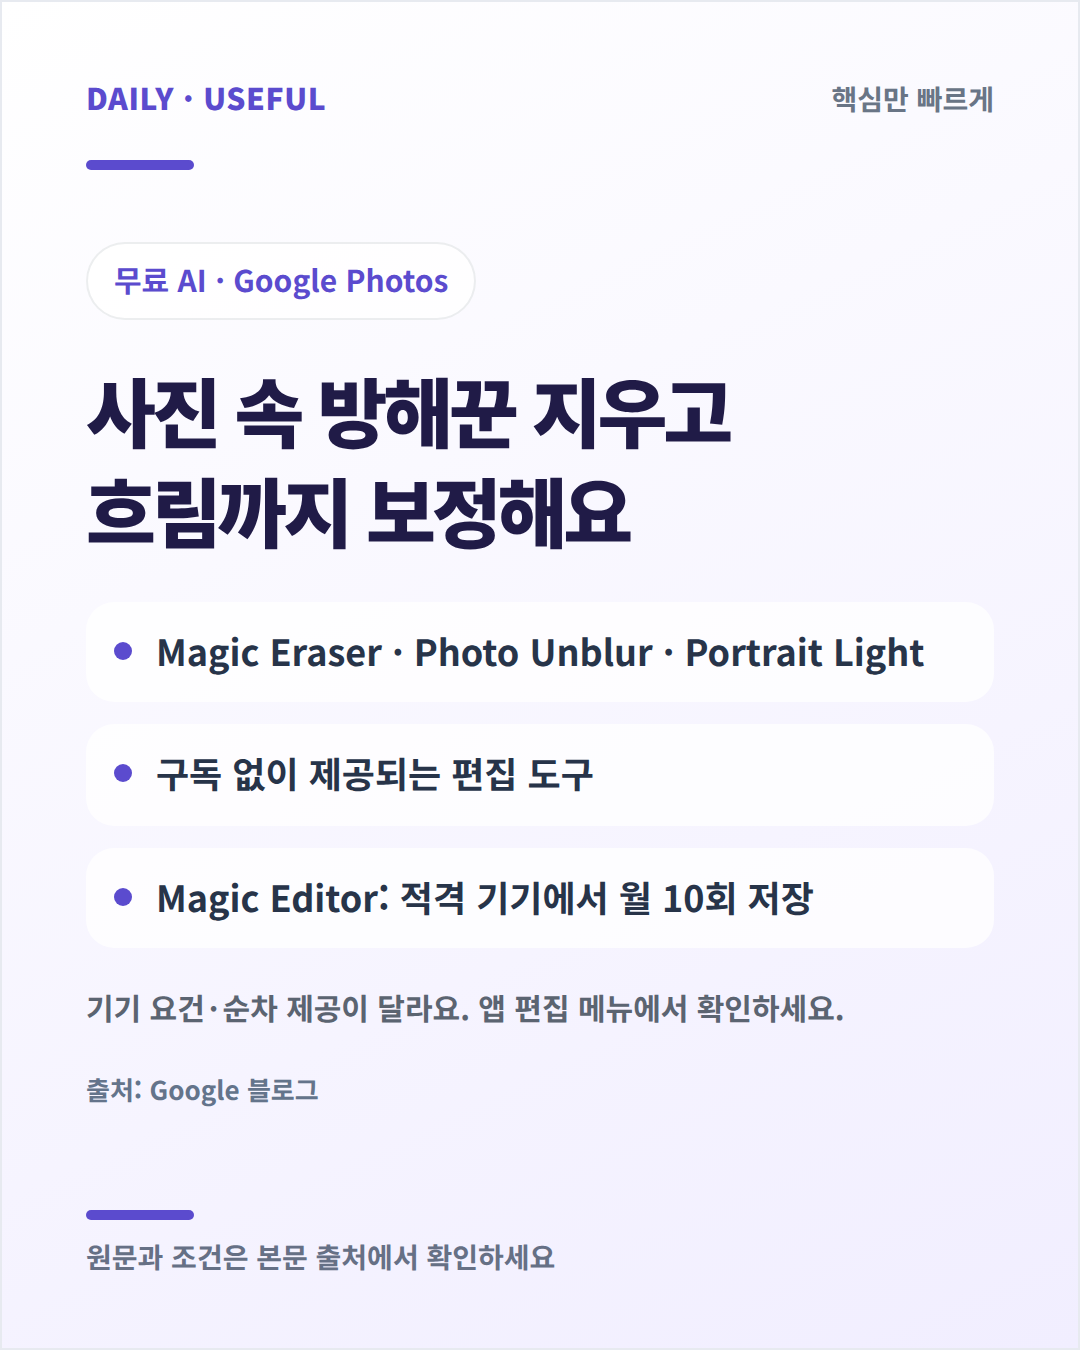 DAILY · USEFUL
핵심만 빠르게
무료 AI · Google Photos
사진 속 방해꾼 지우고
흐림까지 보정해요
Magic Eraser · Photo Unblur · Portrait Light
구독 없이 제공되는 편집 도구
Magic Editor: 적격 기기에서 월 10회 저장
기기 요건·순차 제공이 달라요. 앱 편집 메뉴에서 확인하세요.
출처: Google 블로그
원문과 조건은 본문 출처에서 확인하세요